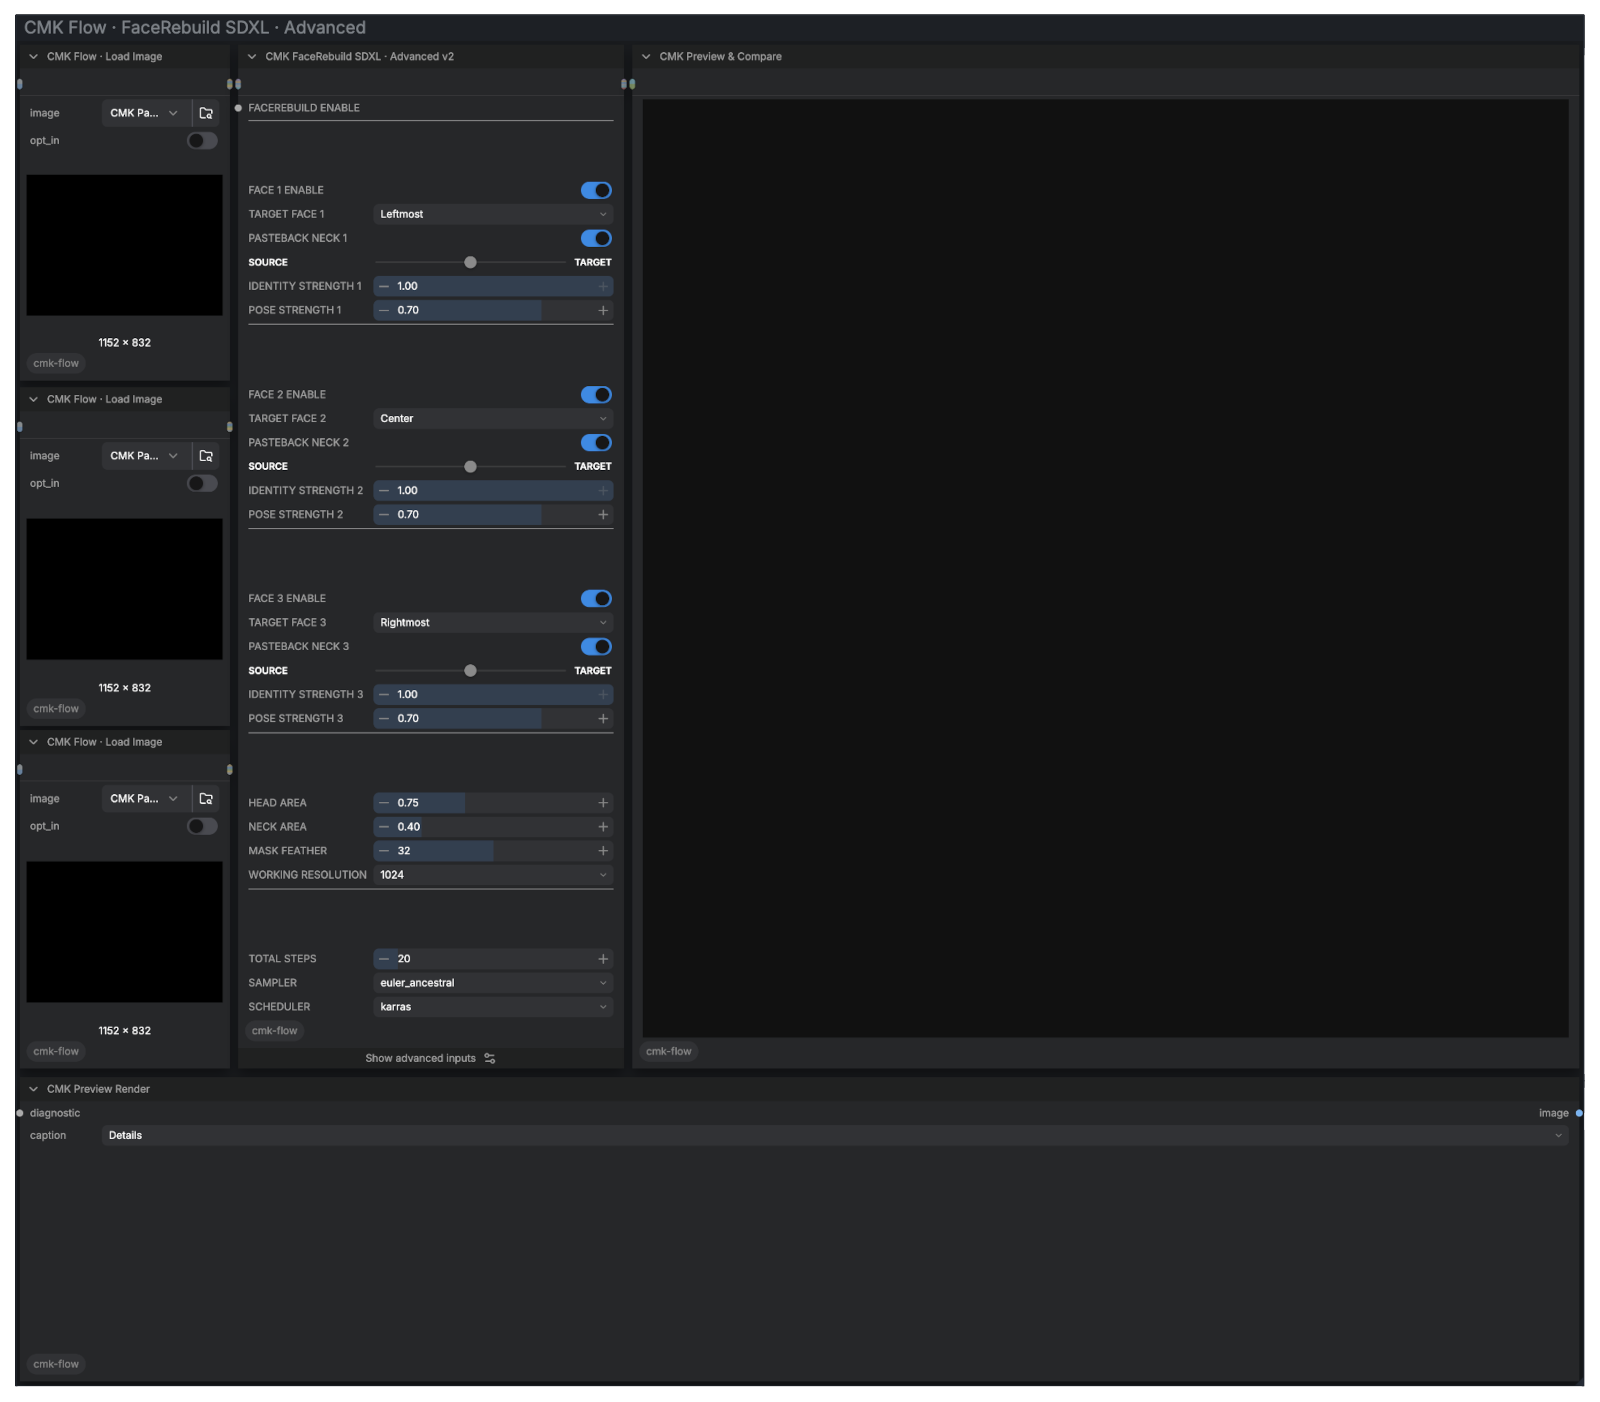 CMK Flow · FaceRebuild SDXL · Advanced
CMK Flow · Load Image
image CMK Pa...
opt_in
1152 × 832
cmk-flow
CMK Flow · Load Image
image CMK Pa...
opt_in
1152 × 832
cmk-flow
CMK Flow · Load Image
image CMK Pa...
opt_in
1152 × 832
cmk-flow
CMK FaceRebuild SDXL · Advanced v2
FACEREBUILD ENABLE
FACE 1 ENABLE
TARGET FACE 1 Leftmost
PASTEBACK NECK 1
SOURCE TARGET
IDENTITY STRENGTH 1 1.00
POSE STRENGTH 1 0.70
FACE 2 ENABLE
TARGET FACE 2 Center
PASTEBACK NECK 2
SOURCE TARGET
IDENTITY STRENGTH 2 1.00
POSE STRENGTH 2 0.70
FACE 3 ENABLE
TARGET FACE 3 Rightmost
PASTEBACK NECK 3
SOURCE TARGET
IDENTITY STRENGTH 3 1.00
POSE STRENGTH 3 0.70
HEAD AREA 0.75
NECK AREA 0.40
MASK FEATHER 32
WORKING RESOLUTION 1024
TOTAL STEPS 20
SAMPLER euler_ancestral
SCHEDULER karras
cmk-flow
Show advanced inputs
CMK Preview & Compare
cmk-flow
CMK Preview Render
diagnostic image
caption Details
cmk-flow